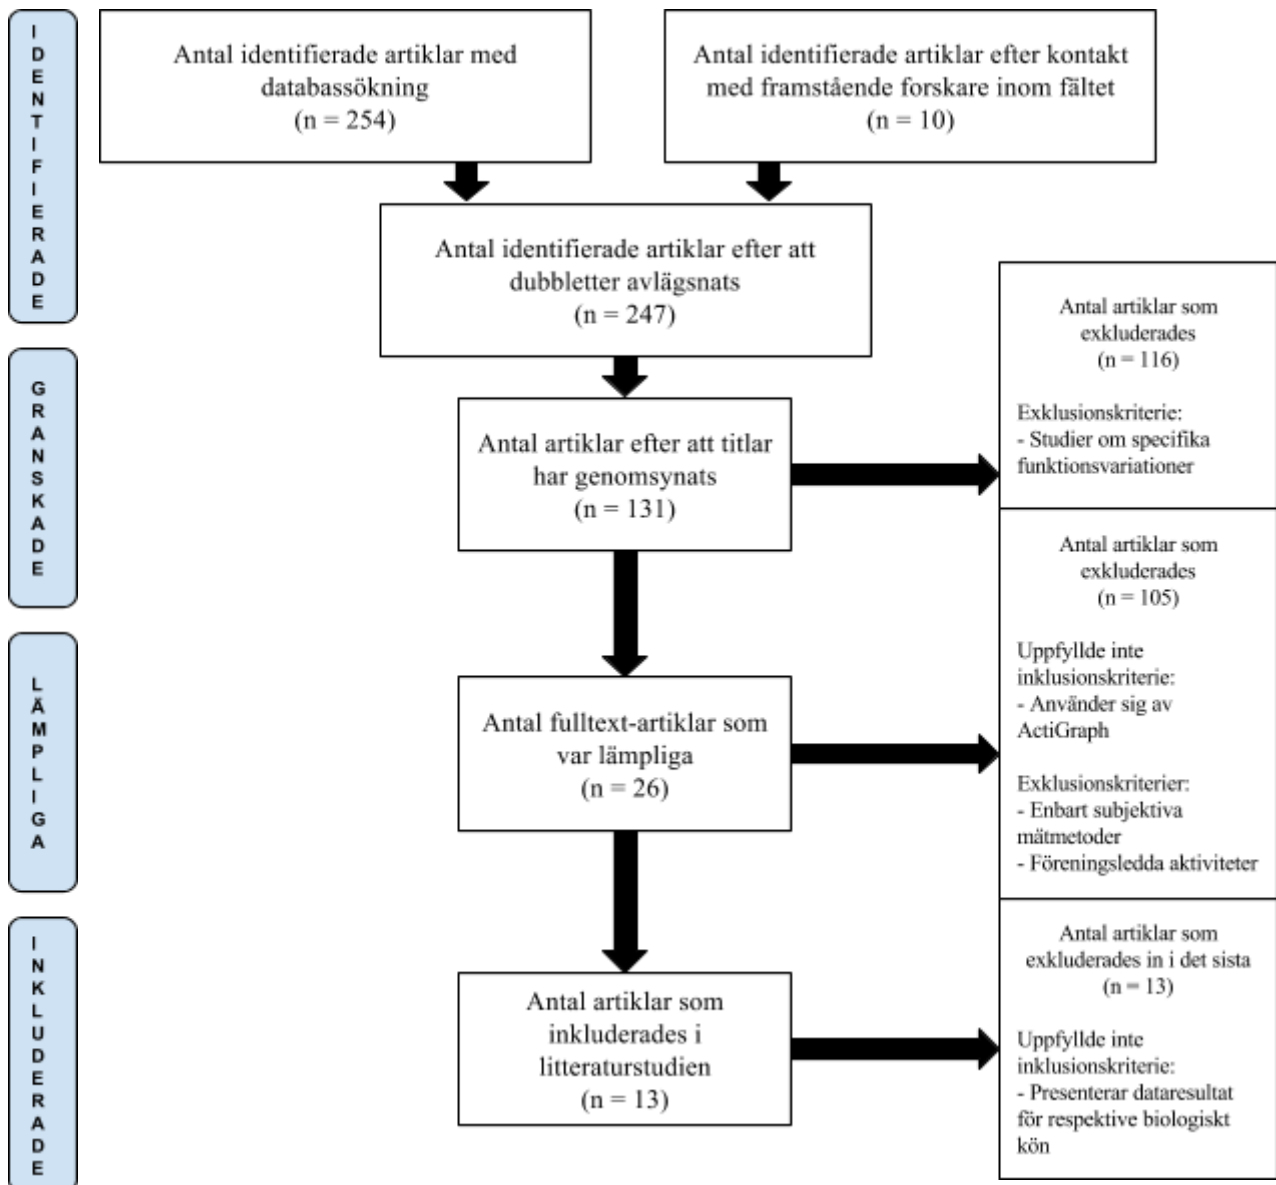 IDENTIFIERADE
Antal identifierade artiklar med
databassökning
(n = 254)
Antal identifierade artiklar efter kontakt
med framstående forskare inom fältet
(n = 10)
Antal identifierade artiklar efter att
dubbletter avlägsnats
(n = 247)
GRANSKADE
Antal artiklar efter att titlar
har genomsynats
(n = 131)
Antal artiklar som
exkluderades
(n = 116)
Exklusionskriterie:
- Studier om specifika
funktionsvariationer
LÄMPLIGA
Antal fulltext-artiklar som
var lämpliga
(n = 26)
Antal artiklar som
exkluderades
(n = 105)
Uppfyllde inte
inklusionskriterie:
- Använder sig av
ActiGraph
Exklusionskriterier:
- Enbart subjektiva
mätmetoder
- Föreningsledda aktiviteter
INKLUDERADE
Antal artiklar som
inkluderades i
litteraturstudien
(n = 13)
Antal artiklar som
exkluderades in i det sista
(n = 13)
Uppfyllde inte
inklusionskriterie:
- Presenterar dataresultat
för respektive biologiskt
kön